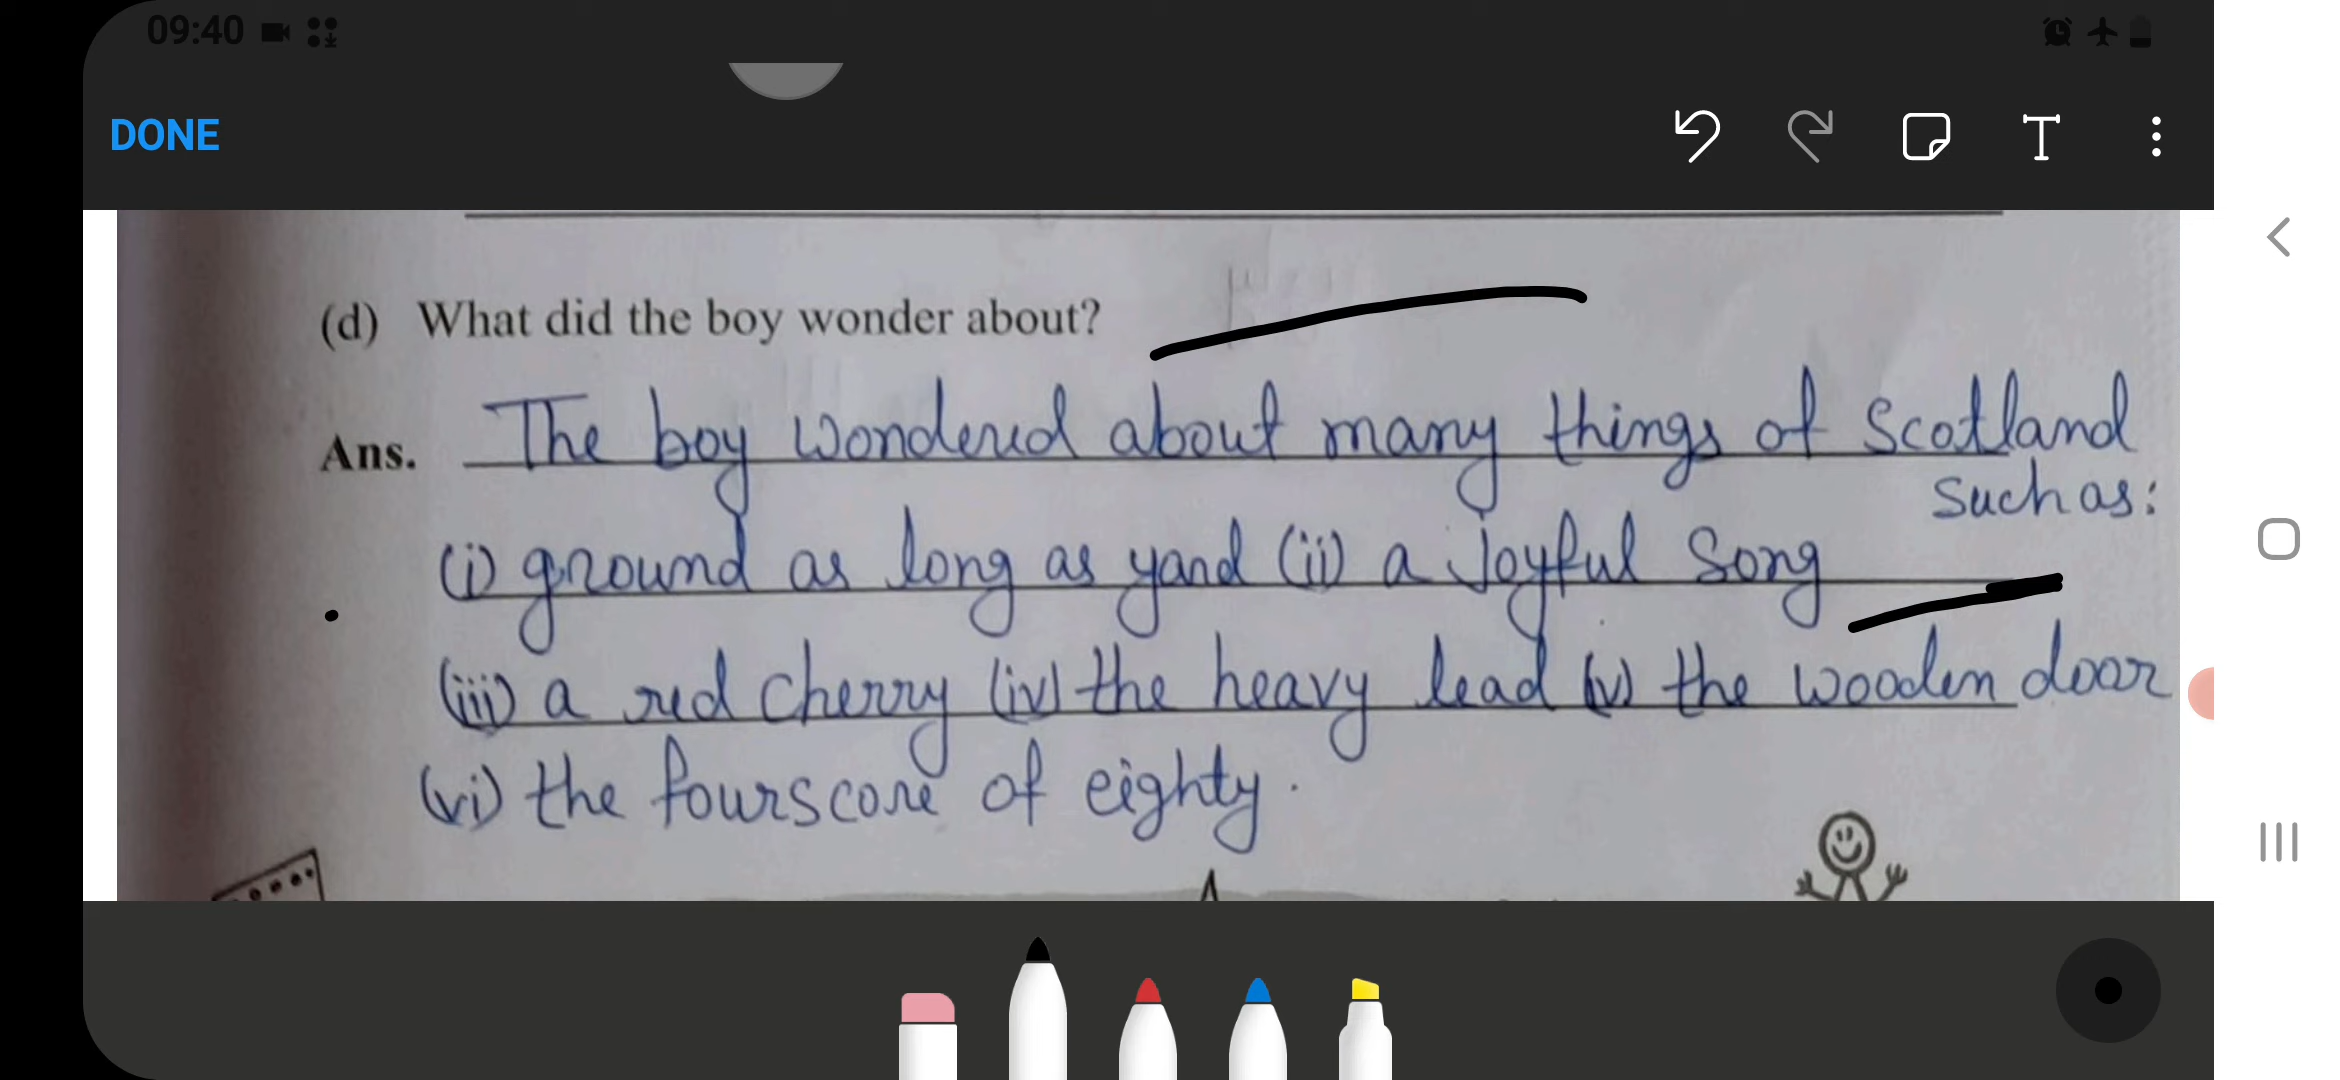 09:40
DONE
T
(d) What did the boy wonder about?
Ans. The boy wondered about many things of Scotland
Such as:
(i) ground as long as yard (ii) a Joyful Song
(iii) a red cherry (iv) the heavy lead (v) the wooden door
(vi) the fourscore of eighty.